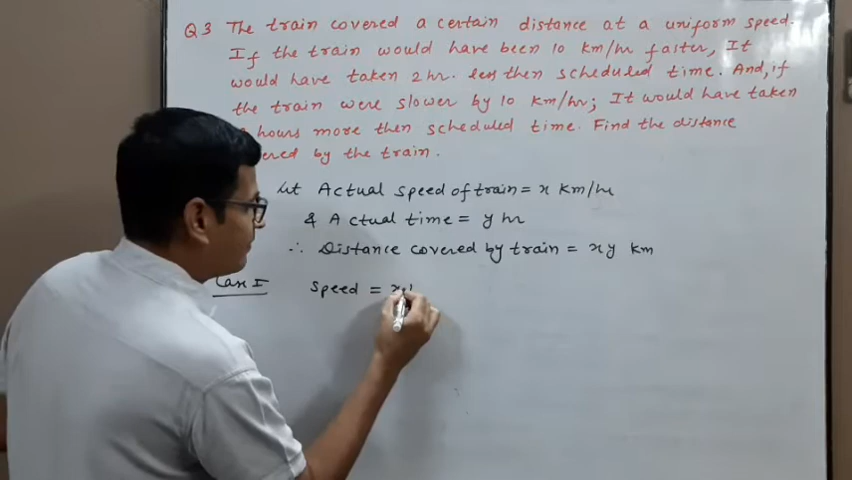 Q3 The train covered a certain distance at a uniform speed.
If the train would have been 10 km/hr faster, It
would have taken 2 hr. less then scheduled time. And, if
the train were slower by 10 km/hr; It would have taken
hours more then scheduled time. Find the distance
by the train.
Let Actual speed of train = x km/hr
& Actual time = y hr
∴ Distance covered by train = xy km
Case I speed = x